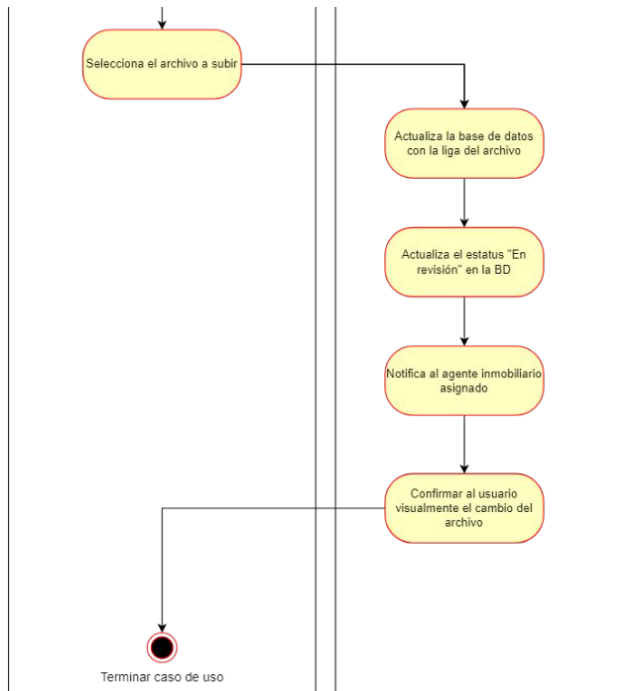 Selecciona el archivo a subir
Actualiza la base de datos
con la liga del archivo
Actualiza el estatus "En
revisión" en la BD
Notifica al agente inmobiliario
asignado
Confirmar al usuario
visualmente el cambio del
archivo
Terminar caso de uso